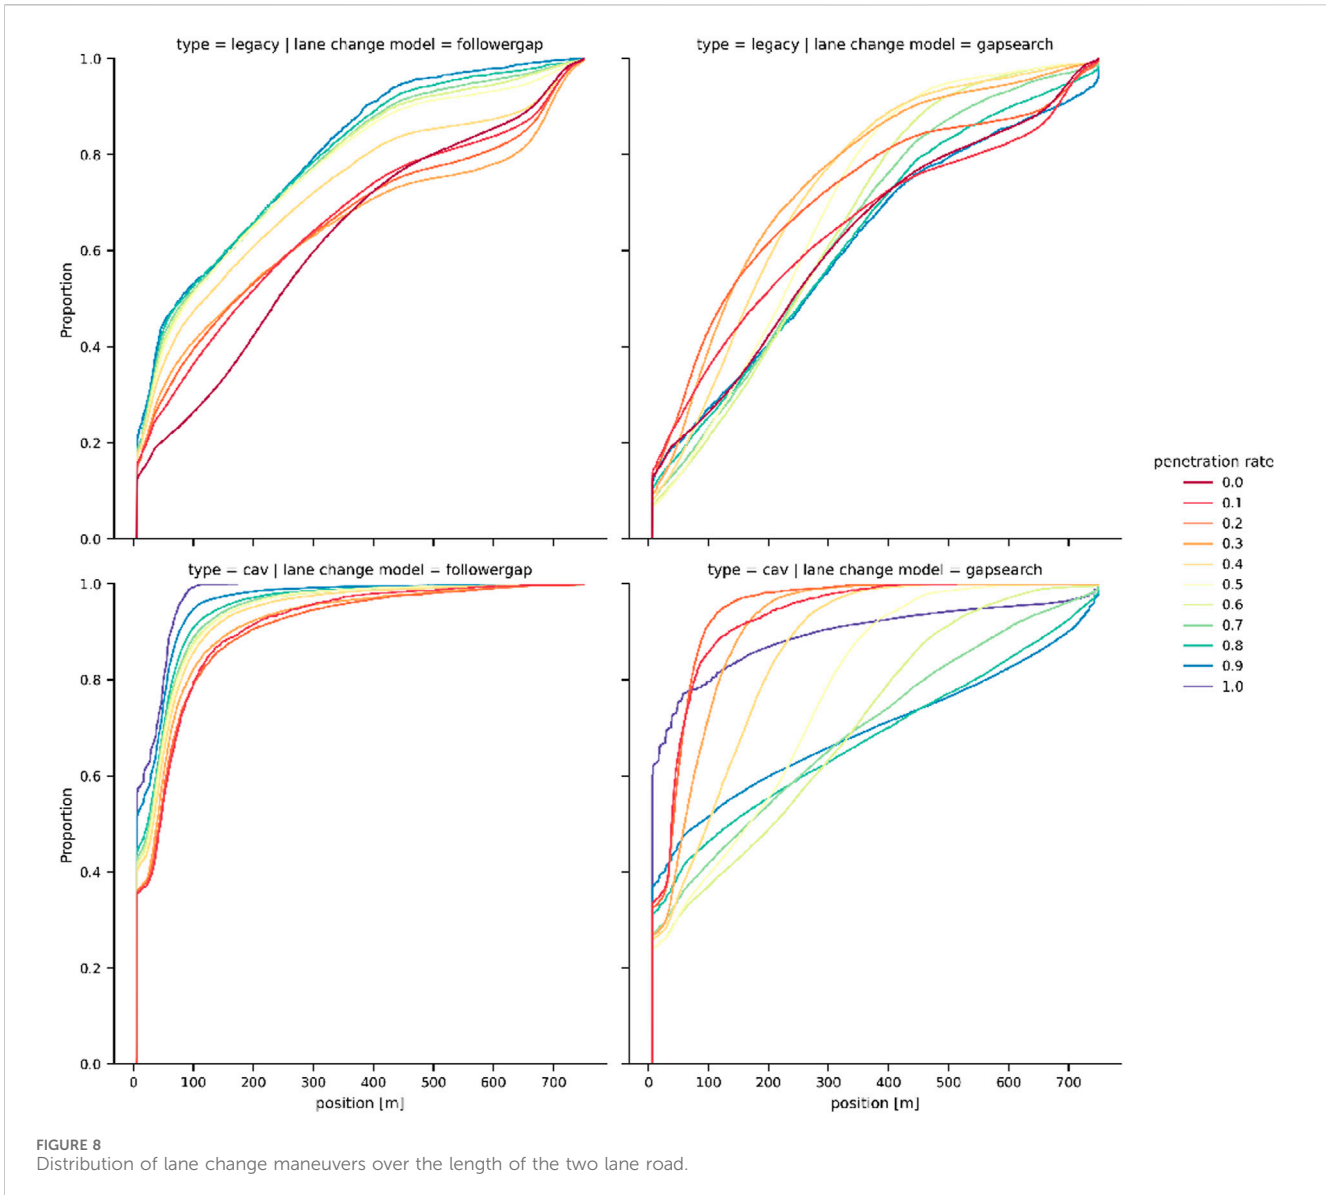 type = legacy | lane change model = followergap
type = legacy | lane change model = gapsearch
1.0
0.8
0.6
0.4
0.2
0.0
Proportion
type = cav | lane change model = followergap
type = cav | lane change model = gapsearch
1.0
0.8
0.6
0.4
0.2
0.0
Proportion
0 100 200 300 400 500 600 700
position [m]
0 100 200 300 400 500 600 700
position [m]
penetration rate
0.0
0.1
0.2
0.3
0.4
0.5
0.6
0.7
0.8
0.9
1.0
FIGURE 8
Distribution of lane change maneuvers over the length of the two lane road.